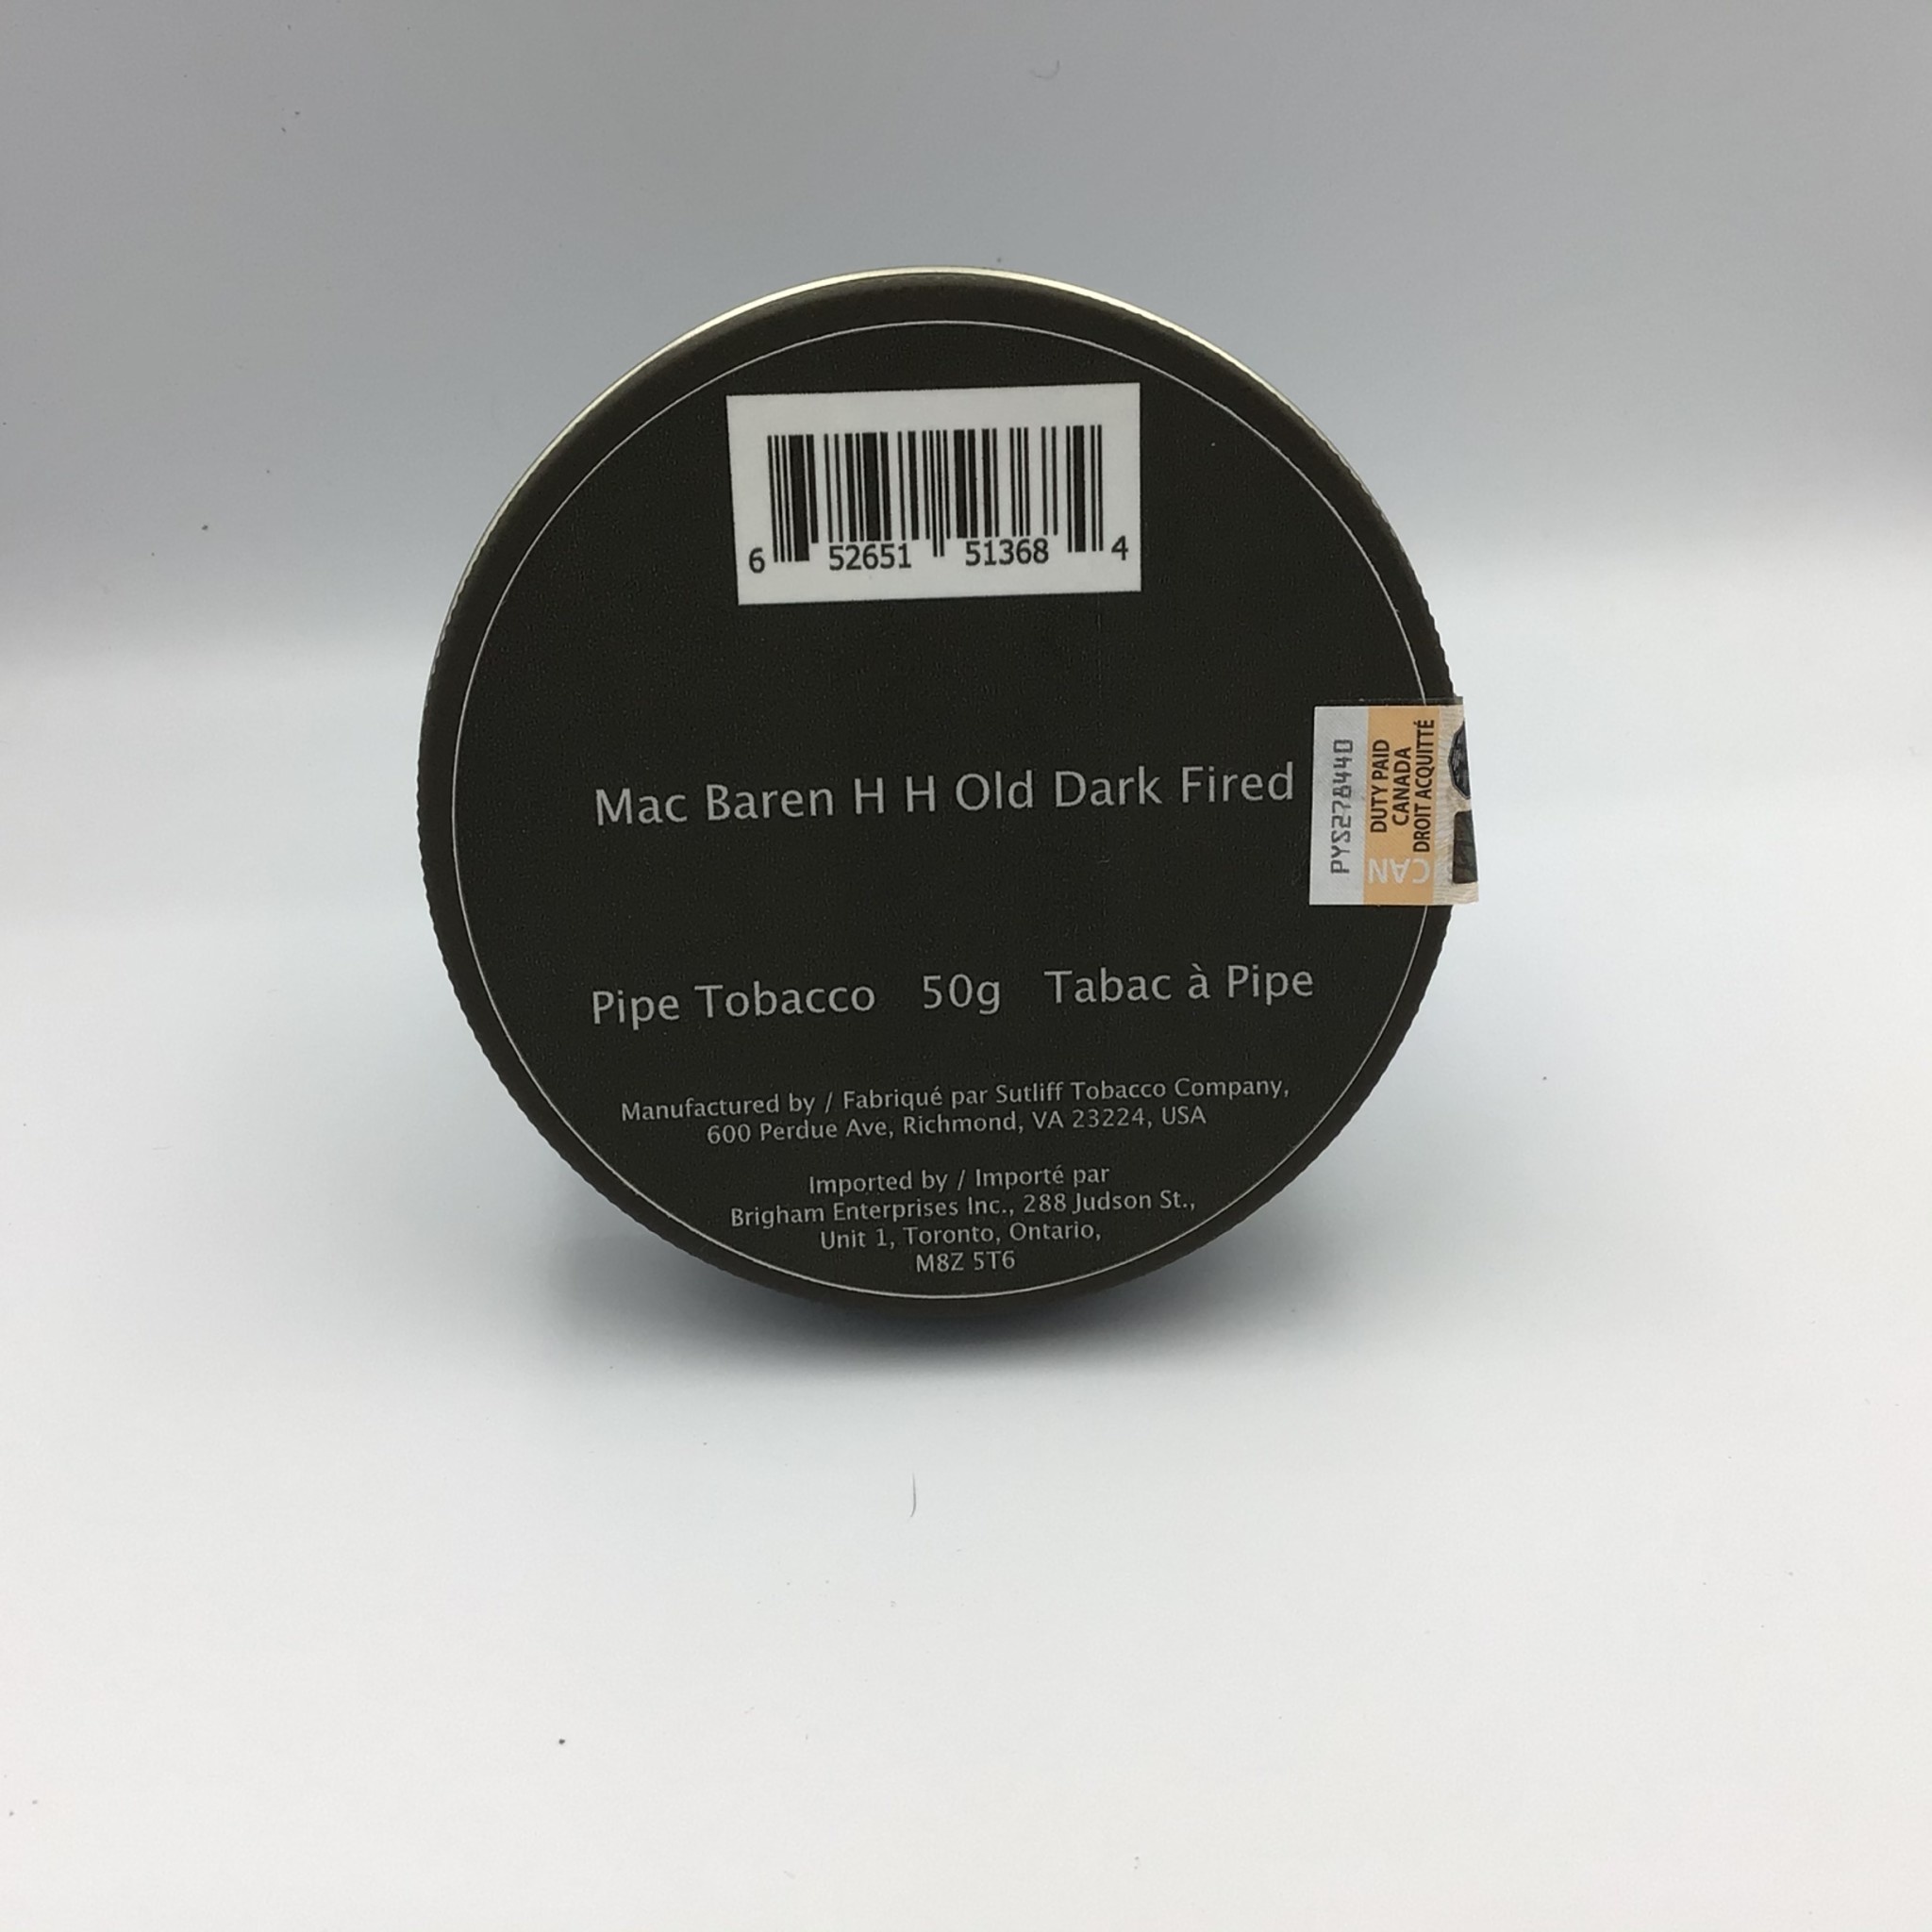 6 52651 51368 4
Mac Baren H H Old Dark Fired
PYS278440
DUTY PAID
CANADA
DROIT ACQUITTÉ
CAN
Pipe Tobacco 50g Tabac à Pipe
Manufactured by / Fabriqué par Sutliff Tobacco Company,
600 Perdue Ave, Richmond, VA 23224, USA
Imported by / Importé par
Brigham Enterprises Inc., 288 Judson St.,
Unit 1, Toronto, Ontario,
M8Z 5T6